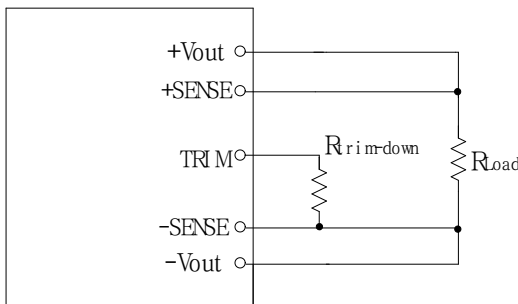 +Vout
+SENSE
TRIM
Rtrim-down
RLoad
-SENSE
-Vout